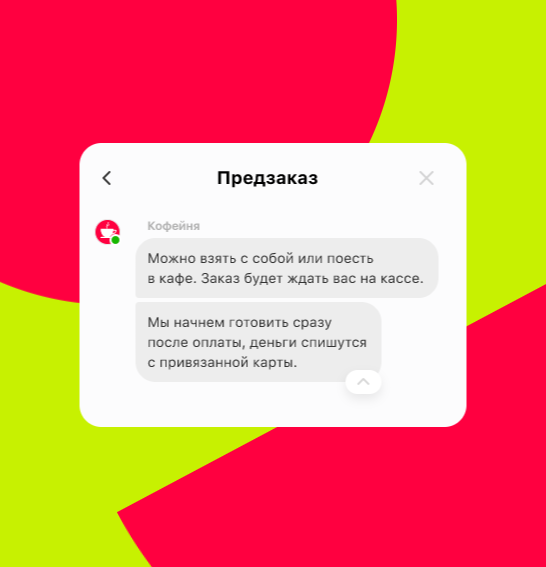 Предзаказ
Кофейня
Можно взять с собой или поесть
в кафе. Заказ будет ждать вас на кассе.
Мы начнем готовить сразу
после оплаты, деньги спишутся
с привязанной карты.